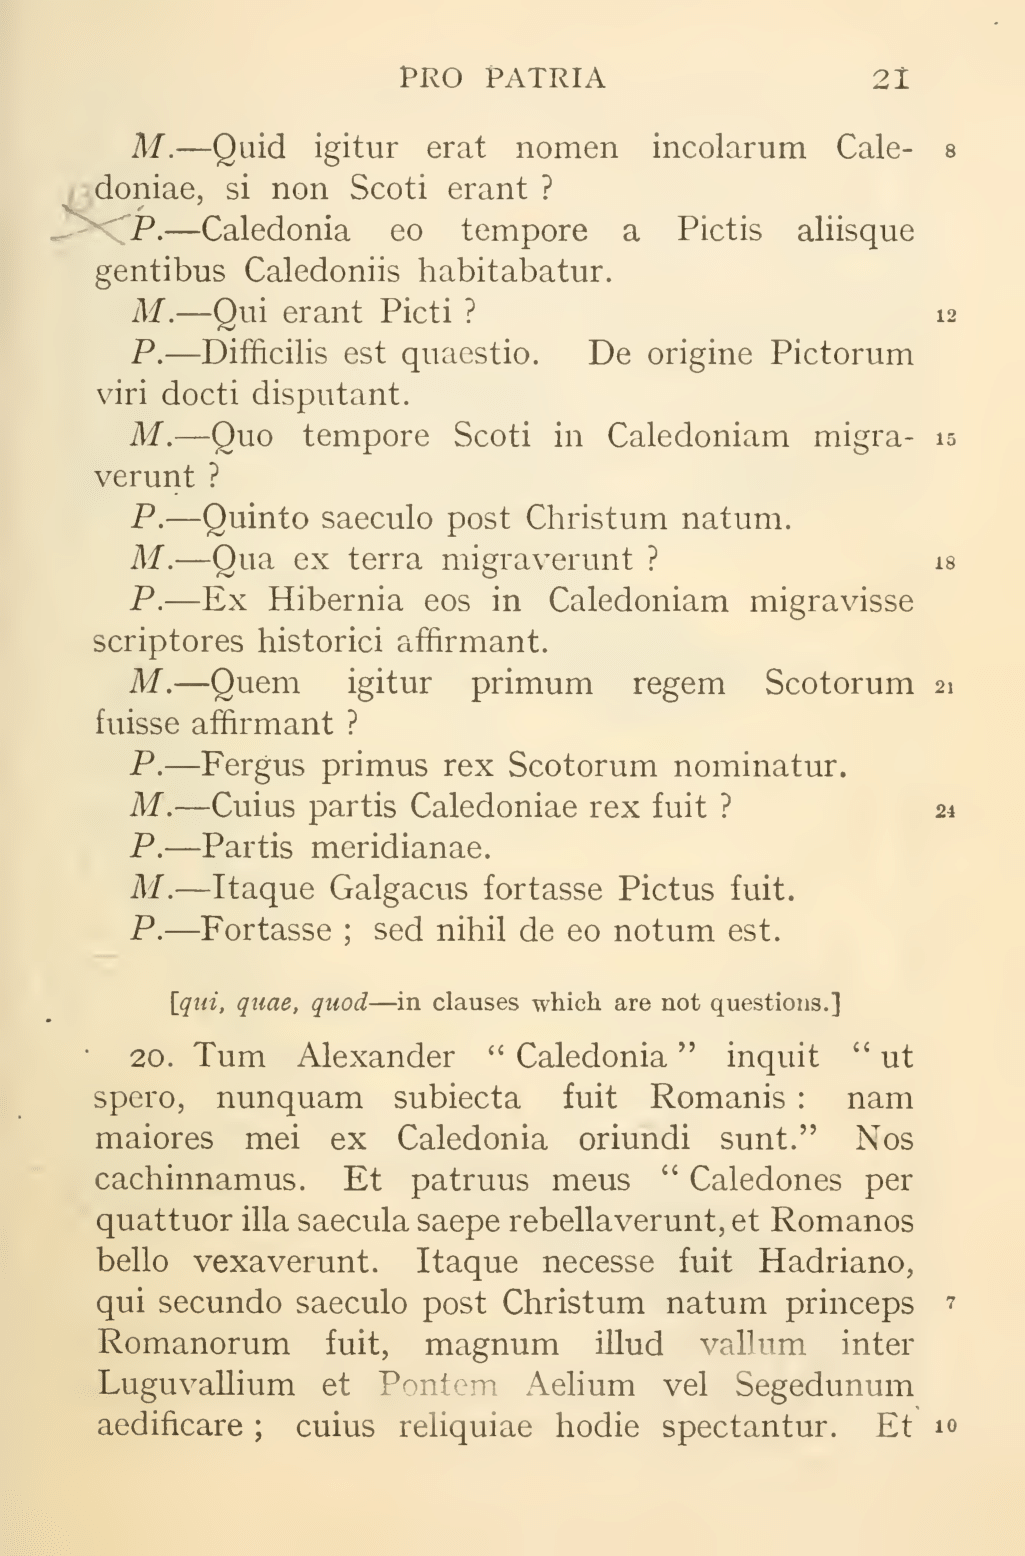 PRO PATRIA 21
M.—Quid igitur erat nomen incolarum Cale- 8
doniae, si non Scoti erant ?
P.—Caledonia eo tempore a Pictis aliisque
gentibus Caledoniis habitabatur.
M.—Qui erant Picti ? 12
P.—Difficilis est quaestio. De origine Pictorum
viri docti disputant.
M.—Quo tempore Scoti in Caledoniam migra- 15
verunt ?
P.—Quinto saeculo post Christum natum.
M.—Qua ex terra migraverunt ? 18
P.—Ex Hibernia eos in Caledoniam migravisse
scriptores historici affirmant.
M.—Quem igitur primum regem Scotorum 21
fuisse affirmant ?
P.—Fergus primus rex Scotorum nominatur.
M.—Cuius partis Caledoniae rex fuit ? 24
P.—Partis meridianae.
M.—Itaque Galgacus fortasse Pictus fuit.
P.—Fortasse ; sed nihil de eo notum est.
[qui, quae, quod—in clauses which are not questions.]
20. Tum Alexander “ Caledonia ” inquit “ ut
spero, nunquam subiecta fuit Romanis : nam
maiores mei ex Caledonia oriundi sunt.” Nos
cachinnamus. Et patruus meus “ Caledones per
quattuor illa saecula saepe rebellaverunt, et Romanos
bello vexaverunt. Itaque necesse fuit Hadriano,
qui secundo saeculo post Christum natum princeps 7
Romanorum fuit, magnum illud vallum inter
Luguvallium et Pontem Aelium vel Segedunum
aedificare ; cuius reliquiae hodie spectantur. Et 10